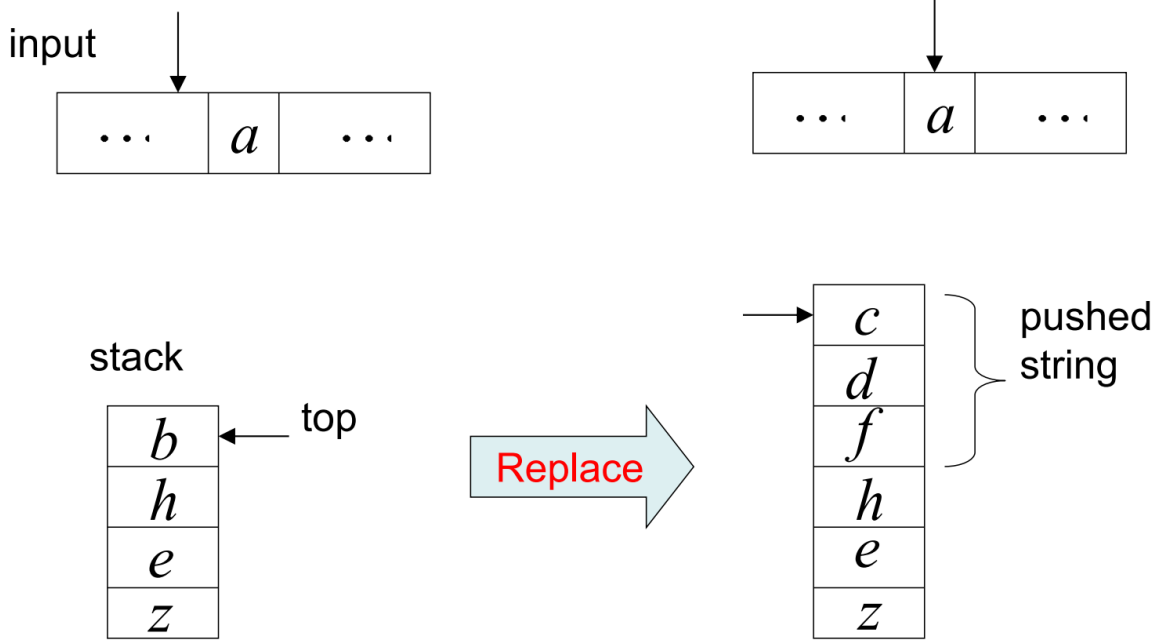 input
··· a ···
··· a ···
stack
top
b
h
e
z
Replace
c
d
f
h
e
z
pushed
string